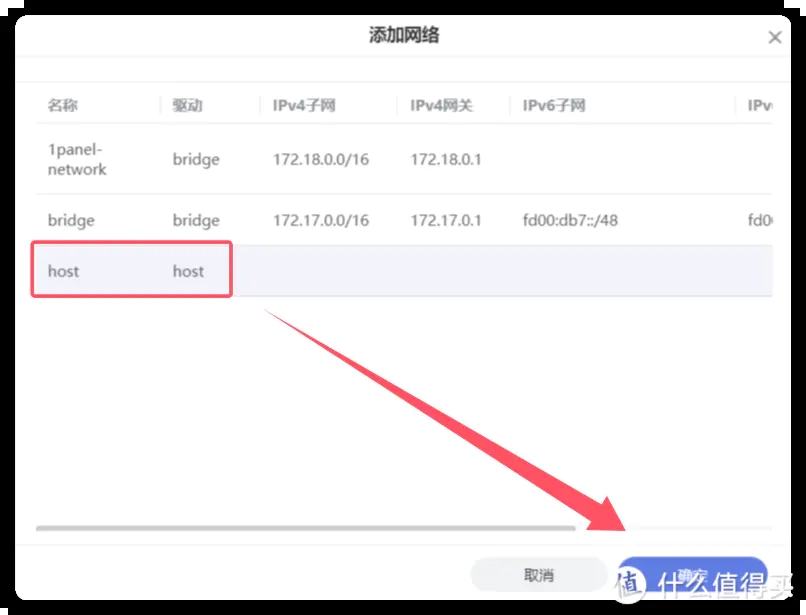 添加网络
名称 驱动 IPv4子网 IPv4网关 IPv6子网 IPv
1panel-
network bridge 172.18.0.0/16 172.18.0.1
bridge bridge 172.17.0.0/16 172.17.0.1 fd00:db7::/48 fd0
host host
取消 确定
值 什么值得买